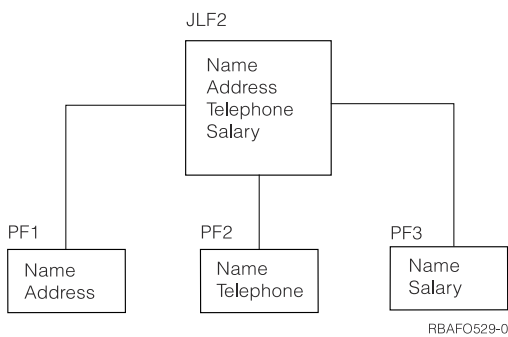 JLF2
Name
Address
Telephone
Salary
PF1
Name
Address
PF2
Name
Telephone
PF3
Name
Salary
RBAFO529-0